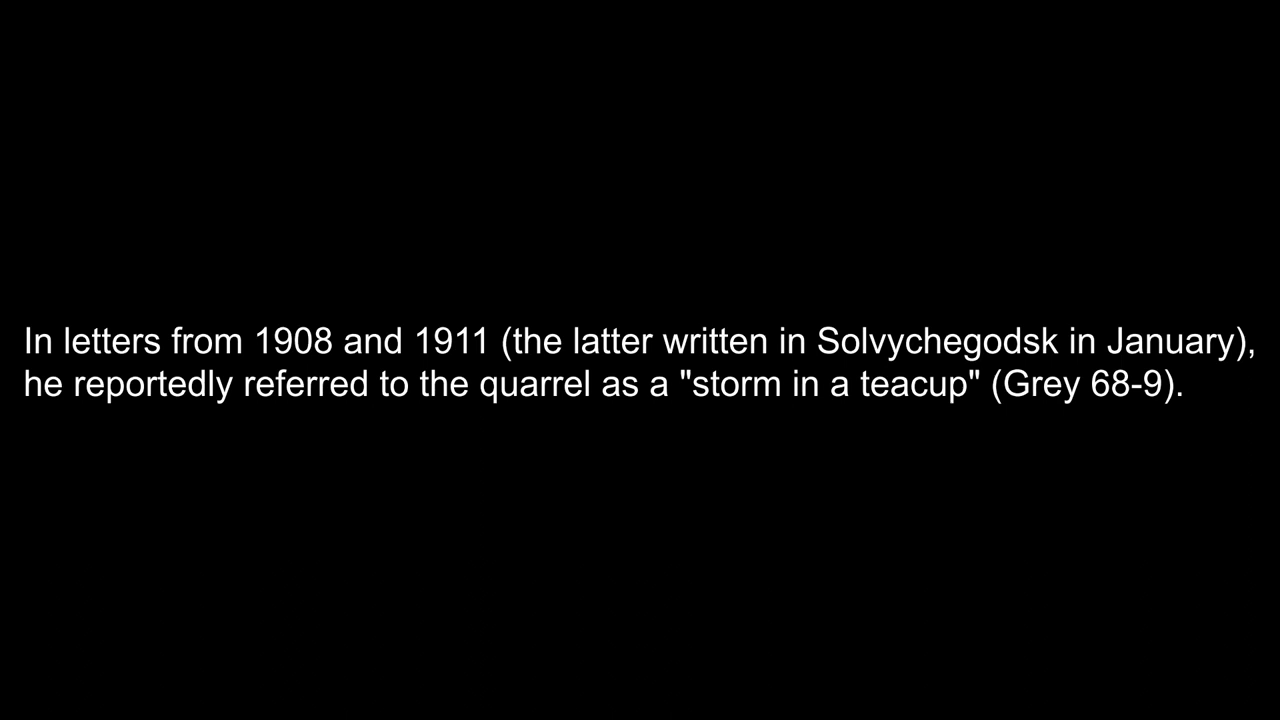 In letters from 1908 and 1911 (the latter written in Solvychegodsk in January),
he reportedly referred to the quarrel as a "storm in a teacup" (Grey 68-9).